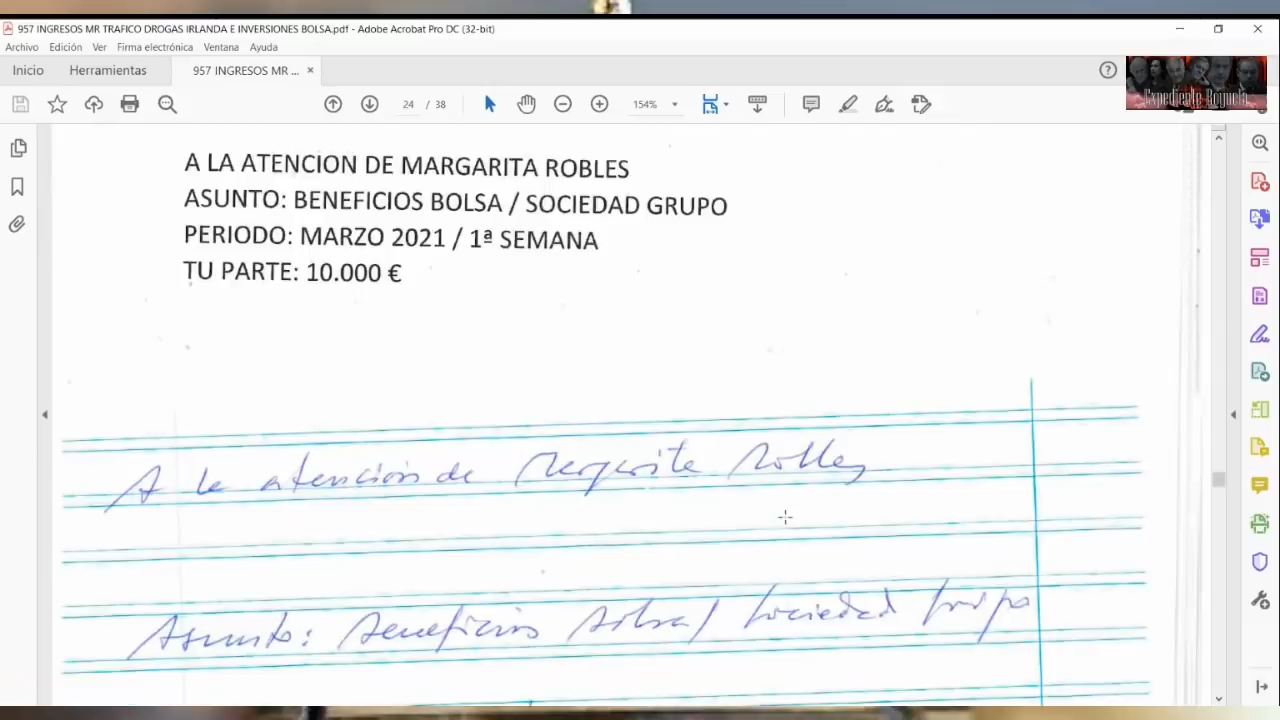 957 INGRESOS MR TRAFICO DROGAS IRLANDA E INVERSIONES BOLSA.pdf - Adobe Acrobat Pro DC (32-bit)
Archivo Edición Ver Firma electrónica Ventana Ayuda
Inicio Herramientas 957 INGRESOS MR ... ×
Expediente Royuela
24 / 38 154%
A LA ATENCION DE MARGARITA ROBLES
ASUNTO: BENEFICIOS BOLSA / SOCIEDAD GRUPO
PERIODO: MARZO 2021 / 1ª SEMANA
TU PARTE: 10.000 €
A la atención de Margarita Robles
Asunto: Beneficios Bolsa / Sociedad Grupo